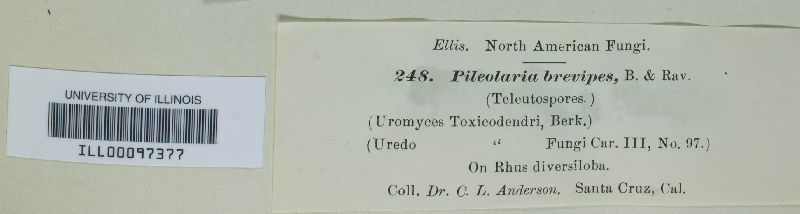 UNIVERSITY OF ILLINOIS
ILL00097377
Ellis. North American Fungi.
248. Pileolaria brevipes, B. & Rav.
(Teleutospores.)
(Uromyces Toxicodendri, Berk.)
(Uredo " Fungi Car. III, No. 97.)
On Rhus diversiloba.
Coll. Dr. C. L. Anderson. Santa Cruz, Cal.